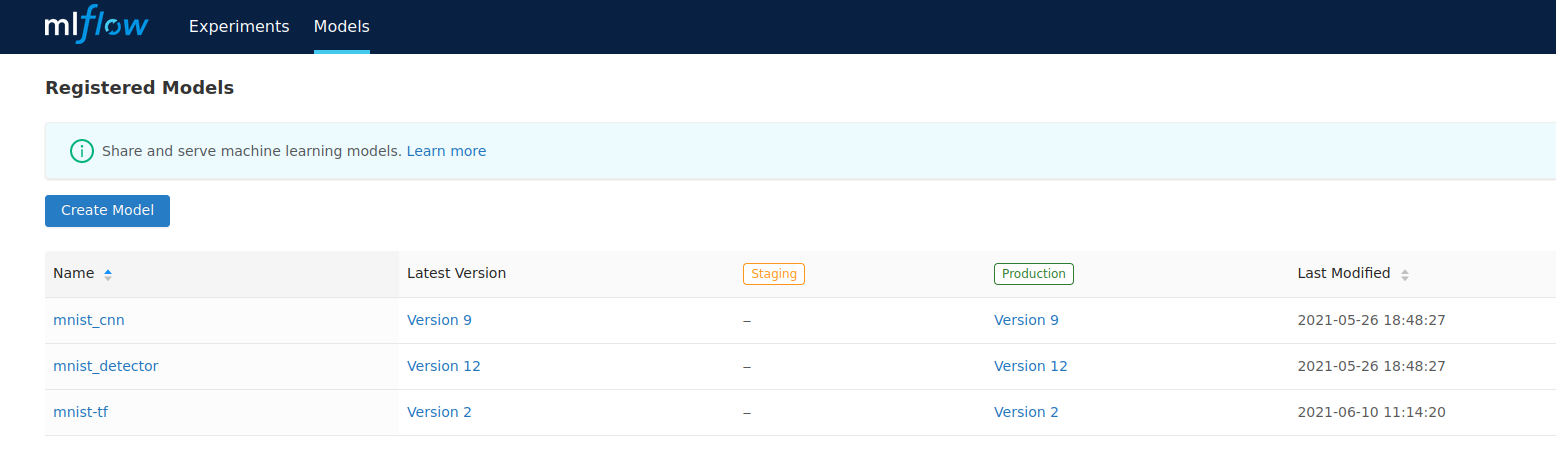 mlflow Experiments Models
Registered Models
Share and serve machine learning models. Learn more
Create Model
Name Latest Version Staging Production Last Modified
mnist_cnn Version 9 – Version 9 2021-05-26 18:48:27
mnist_detector Version 12 – Version 12 2021-05-26 18:48:27
mnist-tf Version 2 – Version 2 2021-06-10 11:14:20